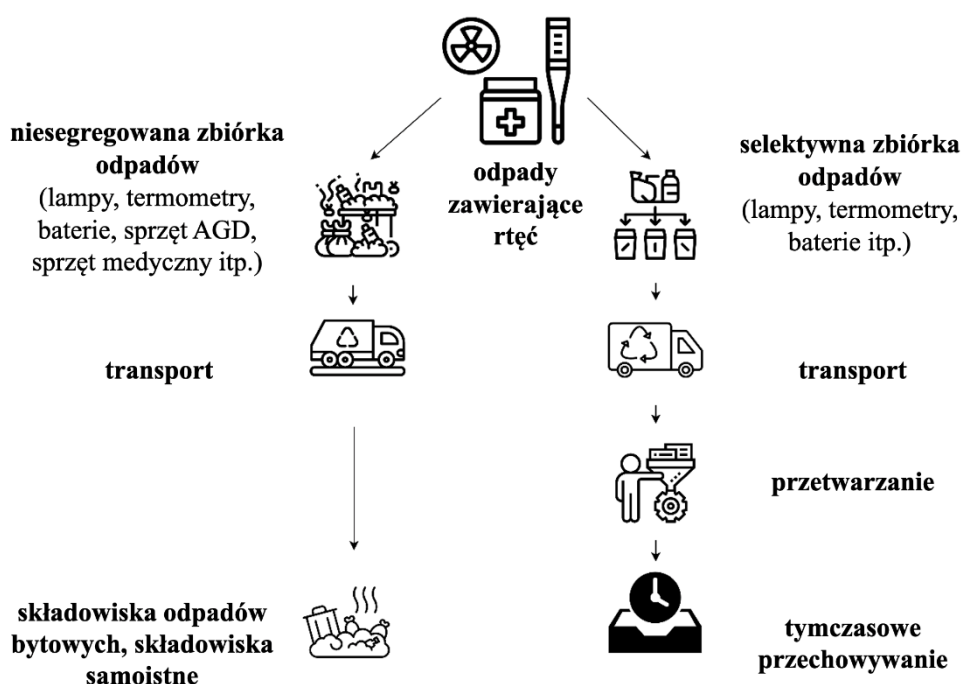 niesegregowana zbiórka
odpadów
(lampy, termometry,
baterie, sprzęt AGD,
sprzęt medyczny itp.)
odpady
zawierające
rtęć
selektywna zbiórka
odpadów
(lampy, termometry,
baterie itp.)
transport
transport
przetwarzanie
składowiska odpadów
bytowych, składowiska
samoistne
tymczasowe
przechowywanie